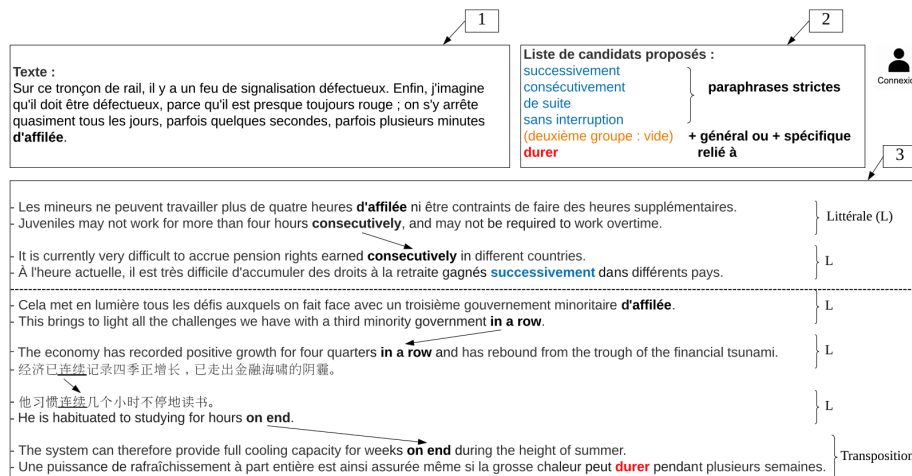 1
2
Texte :
Sur ce tronçon de rail, il y a un feu de signalisation défectueux. Enfin, j'imagine
qu'il doit être défectueux, parce qu'il est presque toujours rouge ; on s'y arrête
quasiment tous les jours, parfois quelques secondes, parfois plusieurs minutes
d'affilée.
Liste de candidats proposés :
successivement
consécutivement
de suite
sans interruption
paraphrases strictes
(deuxième groupe : vide) + général ou + spécifique
durer relié à
3
- Les mineurs ne peuvent travailler plus de quatre heures d'affilée ni être contraints de faire des heures supplémentaires.
- Juveniles may not work for more than four hours consecutively, and may not be required to work overtime.
Littérale (L)
- It is currently very difficult to accrue pension rights earned consecutively in different countries.
- À l'heure actuelle, il est très difficile d'accumuler des droits à la retraite gagnés successivement dans différents pays.
L
- Cela met en lumière tous les défis auxquels on fait face avec un troisième gouvernement minoritaire d'affilée.
- This brings to light all the challenges we have with a third minority government in a row.
L
- The economy has recorded positive growth for four quarters in a row and has rebound from the trough of the financial tsunami.
- 经济已连续记录四季正增长，已走出金融海啸的阴霾。
L
- 他习惯连续几个小时不停地读书。
- He is habituated to studying for hours on end.
L
- The system can therefore provide full cooling capacity for weeks on end during the height of summer.
- Une puissance de rafraîchissement à part entière est ainsi assurée même si la grosse chaleur peut durer pendant plusieurs semaines.
Transposition